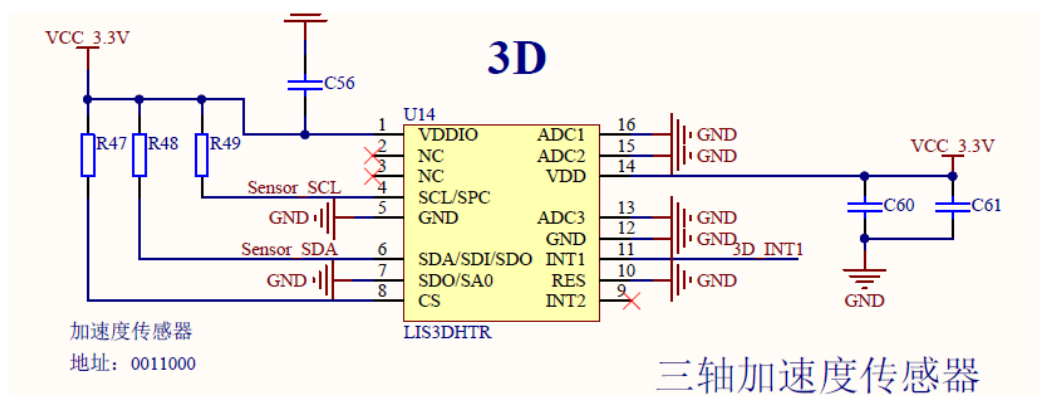 VCC_3.3V
3D
C56
U14
R47
R48
R49
1 VDDIO ADC1 16 GND
2 NC ADC2 15 GND
VCC_3.3V
3 NC VDD 14
Sensor_SCL 4 SCL/SPC
C60
C61
GND 5 GND ADC3 13 GND
GND 12 GND
Sensor_SDA 6 SDA/SDI/SDO INT1 11 3D_INT1
GND 7 SDO/SA0 RES 10 GND
8 CS INT2 9
GND
LIS3DHTR
加速度传感器
地址：0011000
三轴加速度传感器